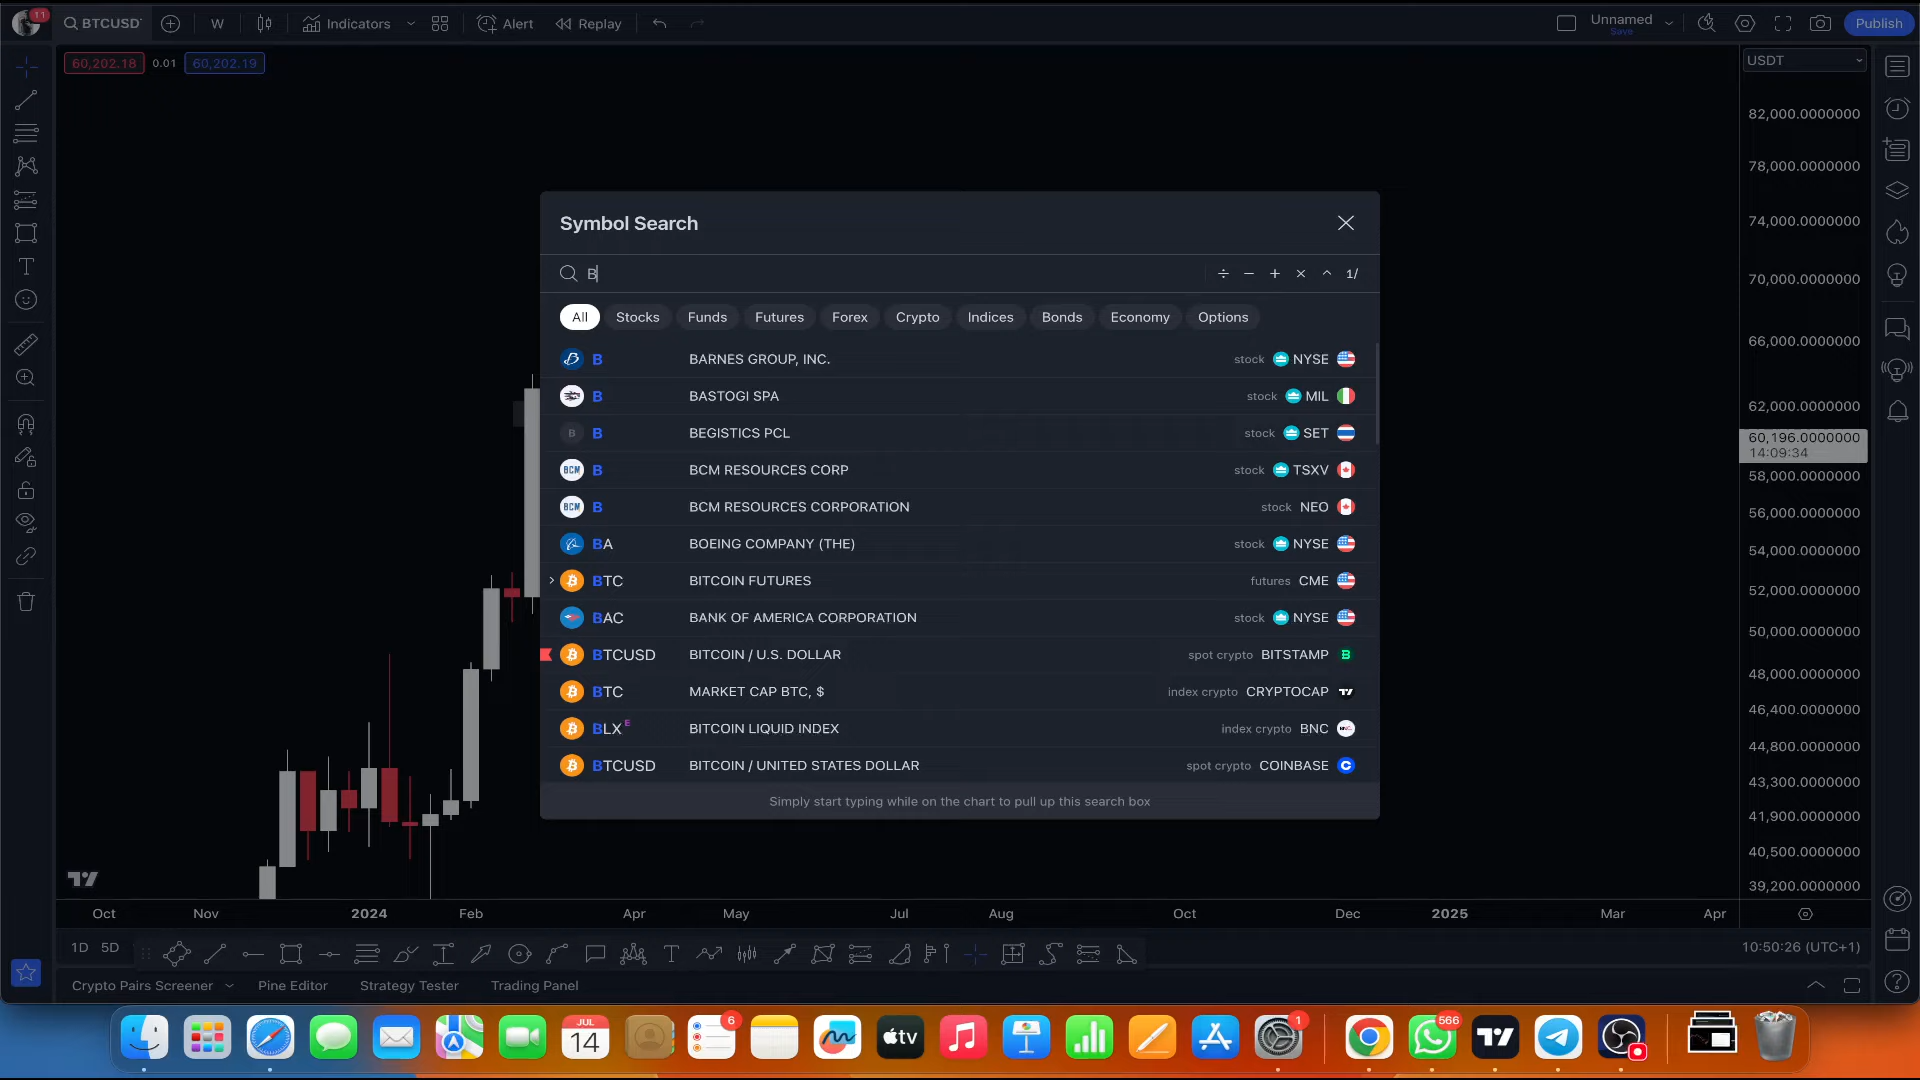 11
BTCUSD
W
Indicators
Alert
Replay
Unnamed
Save
Publish
60,202.18
0.01
60,202.19
USDT
82,000.0000000
78,000.0000000
74,000.0000000
70,000.0000000
66,000.0000000
62,000.0000000
60,196.0000000
14:09:34
58,000.0000000
56,000.0000000
54,000.0000000
52,000.0000000
50,000.0000000
48,000.0000000
46,400.0000000
44,800.0000000
43,300.0000000
41,900.0000000
40,500.0000000
39,200.0000000
Symbol Search
B
1/
All Stocks Funds Futures Forex Crypto Indices Bonds Economy Options
B BARNES GROUP, INC. stock NYSE
B BASTOGI SPA stock MIL
B B BEGISTICS PCL stock SET
BCM B BCM RESOURCES CORP stock TSXV
BCM B BCM RESOURCES CORPORATION stock NEO
BA BOEING COMPANY (THE) stock NYSE
BTC BITCOIN FUTURES futures CME
BAC BANK OF AMERICA CORPORATION stock NYSE
BTCUSD BITCOIN / U.S. DOLLAR spot crypto BITSTAMP
BTC MARKET CAP BTC, $ index crypto CRYPTOCAP
BLX E BITCOIN LIQUID INDEX index crypto BNC
BTCUSD BITCOIN / UNITED STATES DOLLAR spot crypto COINBASE
Simply start typing while on the chart to pull up this search box
Oct Nov 2024 Feb Apr May Jul Aug Oct Dec 2025 Mar Apr
1D 5D
10:50:26 (UTC+1)
Crypto Pairs Screener Pine Editor Strategy Tester Trading Panel
JUL
14
6
tv
1
566